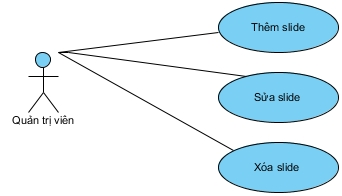 Thêm slide
Sửa slide
Quản trị viên
Xóa slide